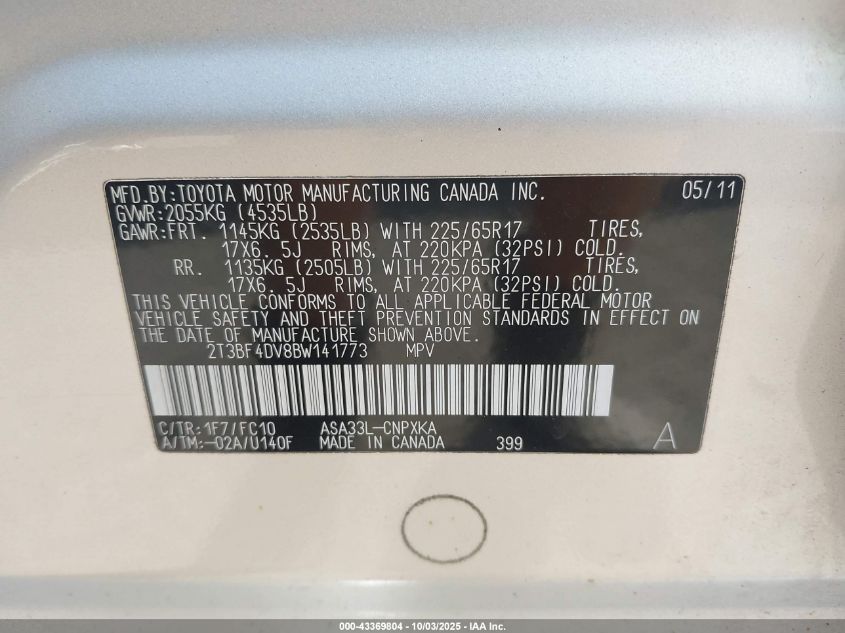 MFD.BY:TOYOTA MOTOR MANUFACTURING CANADA INC. 05/11
GVWR:2055KG (4535LB)
GAWR:FRT. 1145KG (2535LB) WITH 225/65R17 TIRES,
17X6. 5J RIMS, AT 220KPA (32PSI) COLD.
RR. 1135KG (2505LB) WITH 225/65R17 TIRES,
17X6. 5J RIMS, AT 220KPA (32PSI) COLD.
THIS VEHICLE CONFORMS TO ALL APPLICABLE FEDERAL MOTOR
VEHICLE SAFETY AND THEFT PREVENTION STANDARDS IN EFFECT ON
THE DATE OF MANUFACTURE SHOWN ABOVE.
2T3BF4DV8BW141773 MPV
C/TR:1F7/FC10 ASA33L-CNPXKA
A/TM:-02A/U140F MADE IN CANADA 399 A
000-43369804 - 10/03/2025 - IAA Inc.